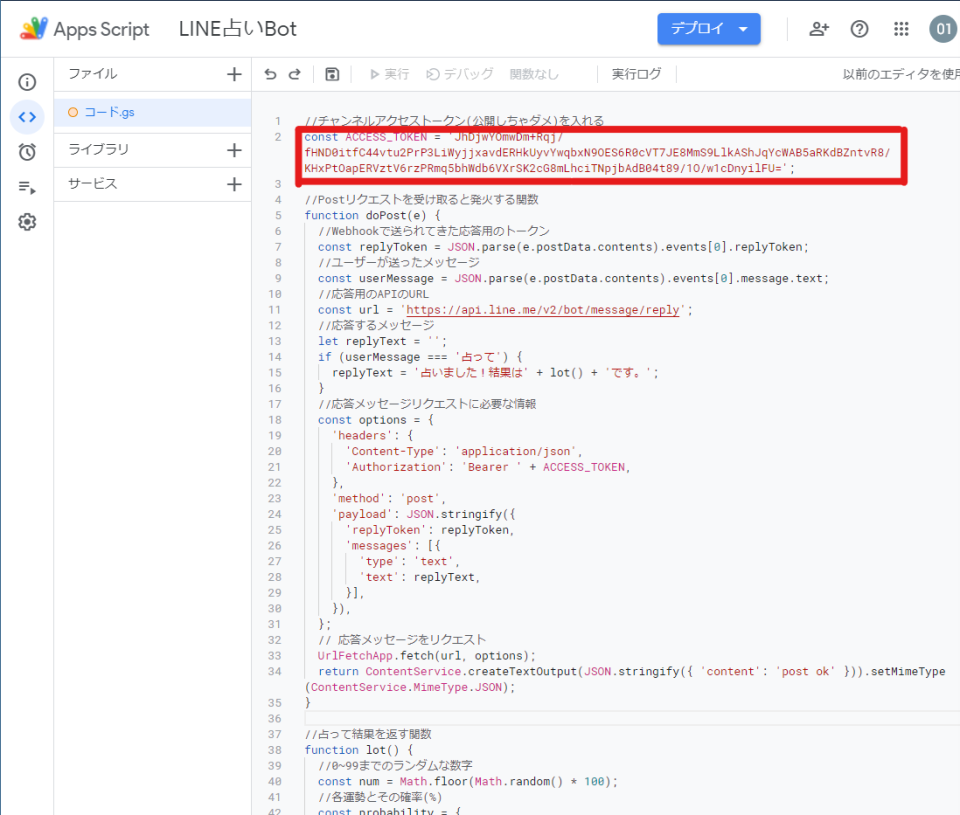 Apps Script
LINE占いBot
デプロイ
01
ファイル
実行
デバッグ
関数なし
実行ログ
以前のエディタを使用
コード.gs
ライブラリ
サービス
1 //チャンネルアクセストークン(公開しちゃダメ)を入れる
2 const ACCESS_TOKEN = 'JhDjwYOmwDm+Rqj/
fHND0itfC44vtu2PrP3LiWyjjxavdERHkUyvYwqbxN9OES6R0cVT7JE8MmS9LlkAShJqYcWAB5aRKdBZntvR8/
KHxPtOapERVztV6rzPRmq5bhWdb6VXrSK2cG8mLhciTNpjbAdB04t89/1O/w1cDnyilFU=';
3
4 //Postリクエストを受け取ると発火する関数
5 function doPost(e) {
6 //Webhookで送られてきた応答用のトークン
7 const replyToken = JSON.parse(e.postData.contents).events[0].replyToken;
8 //ユーザーが送ったメッセージ
9 const userMessage = JSON.parse(e.postData.contents).events[0].message.text;
10 //応答用のAPIのURL
11 const url = 'https://api.line.me/v2/bot/message/reply';
12 //応答するメッセージ
13 let replyText = '';
14 if (userMessage === '占って') {
15 replyText = '占いました！結果は' + lot() + 'です。';
16 }
17 //応答メッセージリクエストに必要な情報
18 const options = {
19 'headers': {
20 'Content-Type': 'application/json',
21 'Authorization': 'Bearer ' + ACCESS_TOKEN,
22 },
23 'method': 'post',
24 'payload': JSON.stringify({
25 'replyToken': replyToken,
26 'messages': [{
27 'type': 'text',
28 'text': replyText,
29 }],
30 }),
31 };
32 // 応答メッセージをリクエスト
33 UrlFetchApp.fetch(url, options);
34 return ContentService.createTextOutput(JSON.stringify({ 'content': 'post ok' })).setMimeType
(ContentService.MimeType.JSON);
35 }
36
37 //占って結果を返す関数
38 function lot() {
39 //0~99までのランダムな数字
40 const num = Math.floor(Math.random() * 100);
41 //各運勢とその確率(%)
42 const probability = {